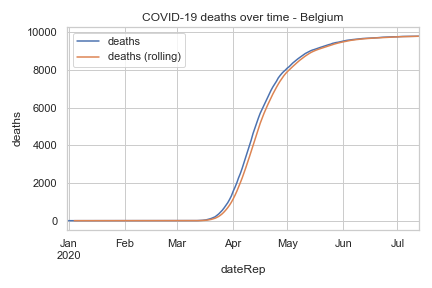 COVID-19 deaths over time - Belgium
deaths
deaths (rolling)
10000
8000
6000
4000
2000
0
deaths
Jan Feb Mar Apr May Jun Jul
2020
dateRep